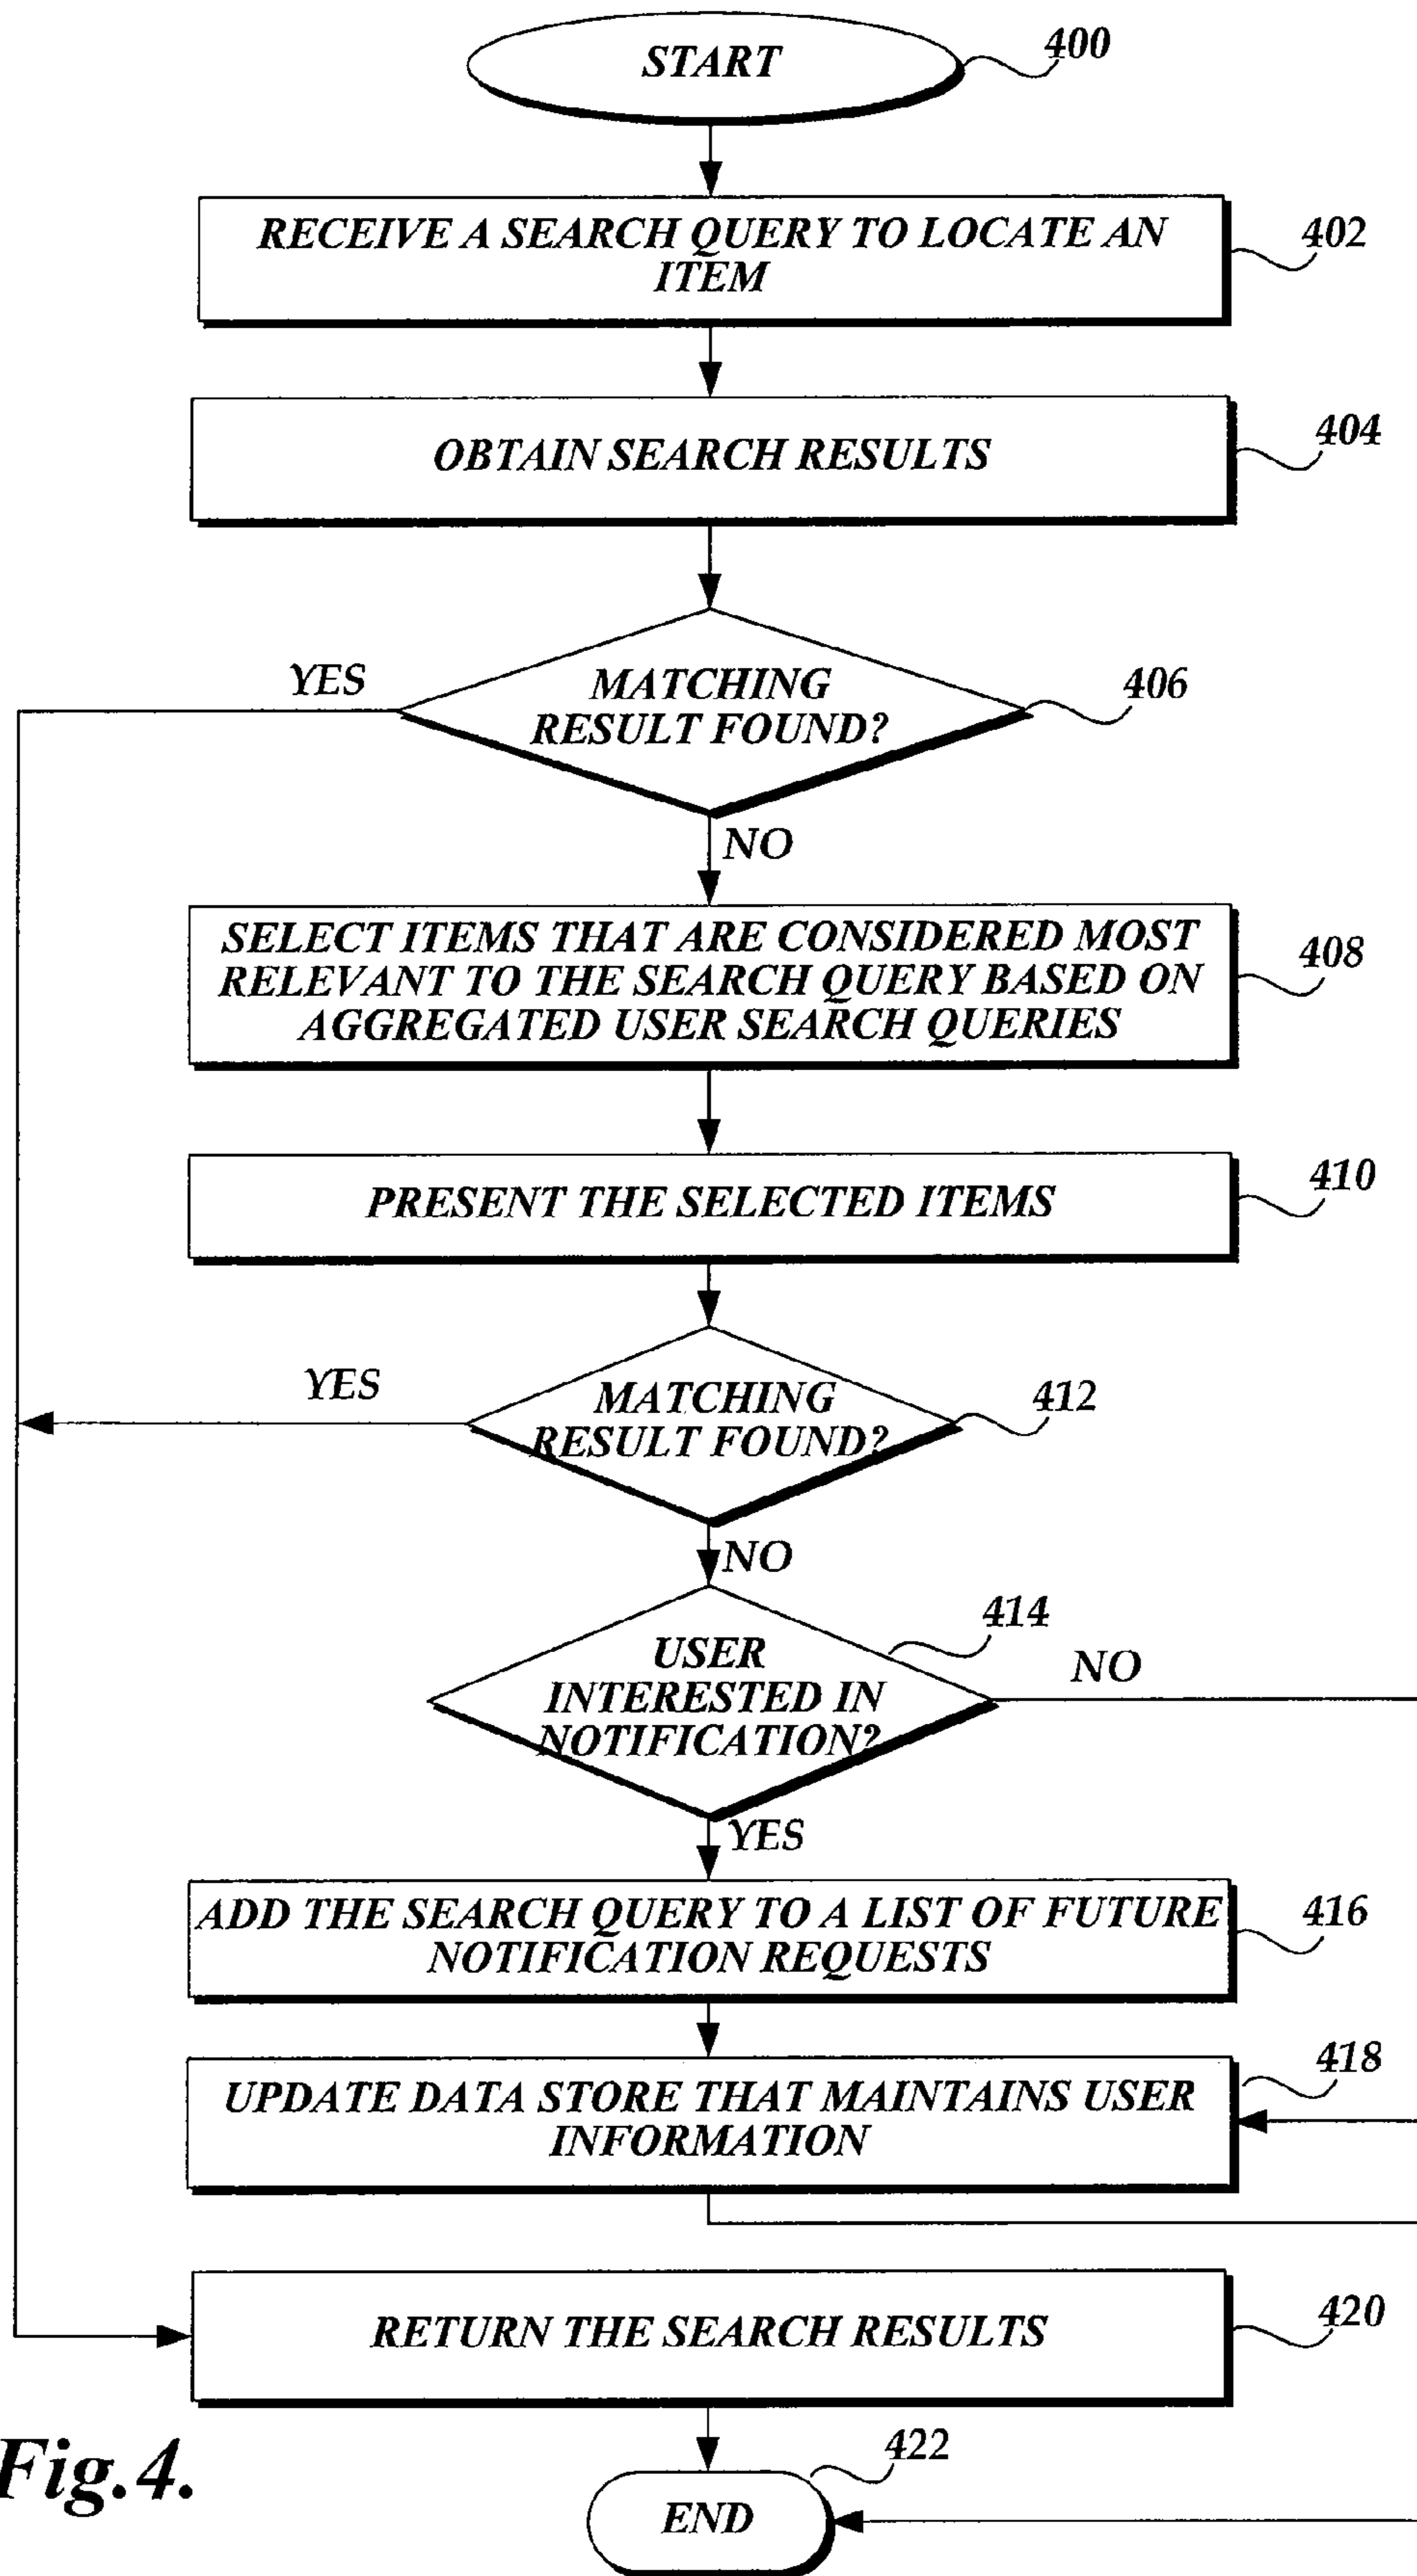 START
400
RECEIVE A SEARCH QUERY TO LOCATE AN
ITEM
402
OBTAIN SEARCH RESULTS
404
YES
MATCHING
RESULT FOUND?
406
NO
SELECT ITEMS THAT ARE CONSIDERED MOST
RELEVANT TO THE SEARCH QUERY BASED ON
AGGREGATED USER SEARCH QUERIES
408
PRESENT THE SELECTED ITEMS
410
YES
MATCHING
RESULT FOUND?
412
NO
USER
INTERESTED IN
NOTIFICATION?
414
NO
YES
ADD THE SEARCH QUERY TO A LIST OF FUTURE
NOTIFICATION REQUESTS
416
UPDATE DATA STORE THAT MAINTAINS USER
INFORMATION
418
RETURN THE SEARCH RESULTS
420
Fig.4.
END
422